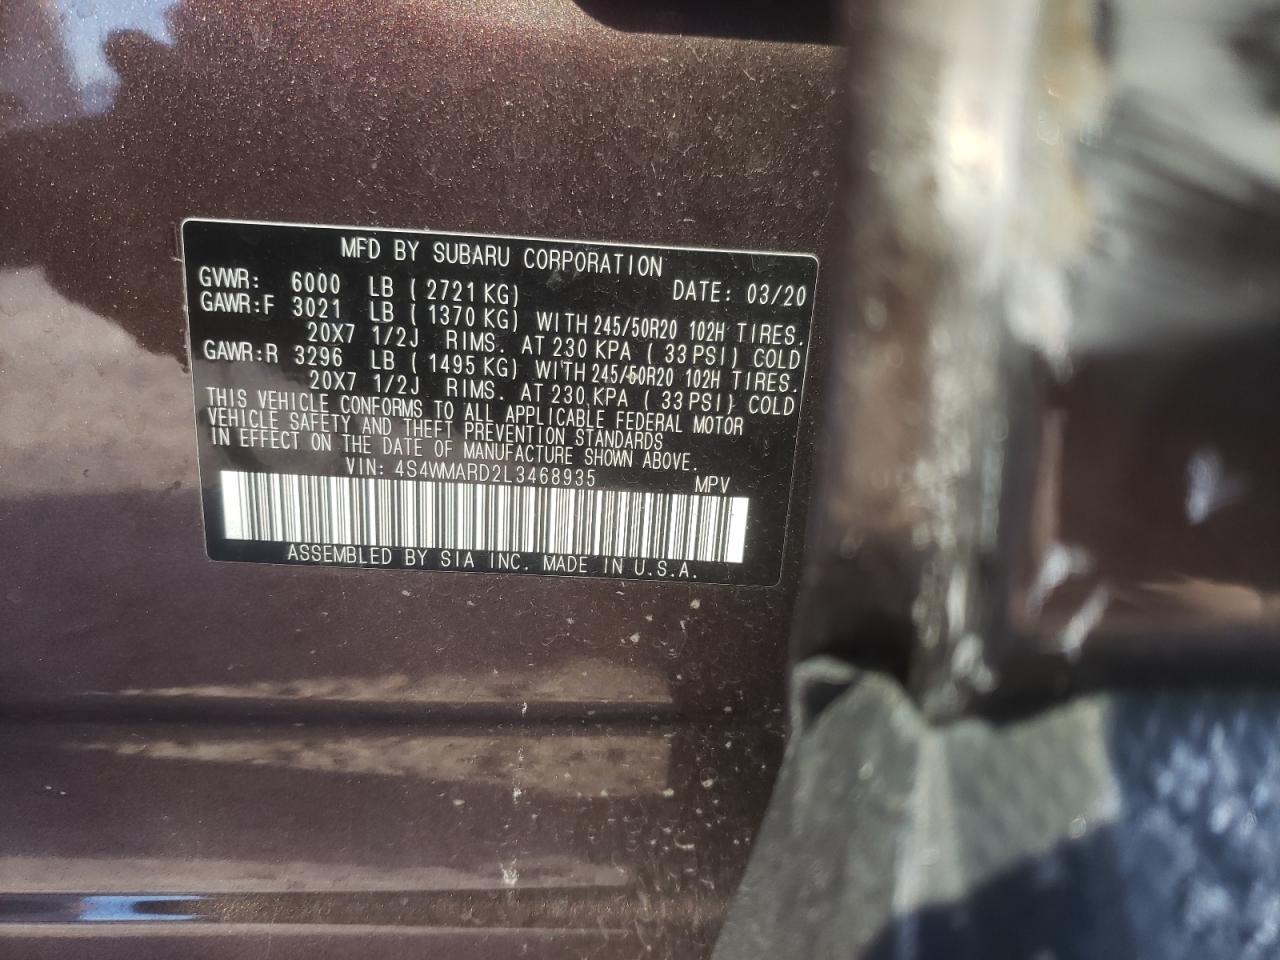 MFD BY SUBARU CORPORATION
GVWR: 6000 LB ( 2721 KG) DATE: 03/20
GAWR:F 3021 LB ( 1370 KG) WITH 245/50R20 102H TIRES.
20X7 1/2J RIMS. AT 230 KPA ( 33 PSI) COLD
GAWR:R 3296 LB ( 1495 KG) WITH 245/50R20 102H TIRES.
20X7 1/2J RIMS. AT 230 KPA ( 33 PSI) COLD
THIS VEHICLE CONFORMS TO ALL APPLICABLE FEDERAL MOTOR
VEHICLE SAFETY AND THEFT PREVENTION STANDARDS
IN EFFECT ON THE DATE OF MANUFACTURE SHOWN ABOVE.
VIN: 4S4WMARD2L3468935 MPV
ASSEMBLED BY SIA INC. MADE IN U.S.A.